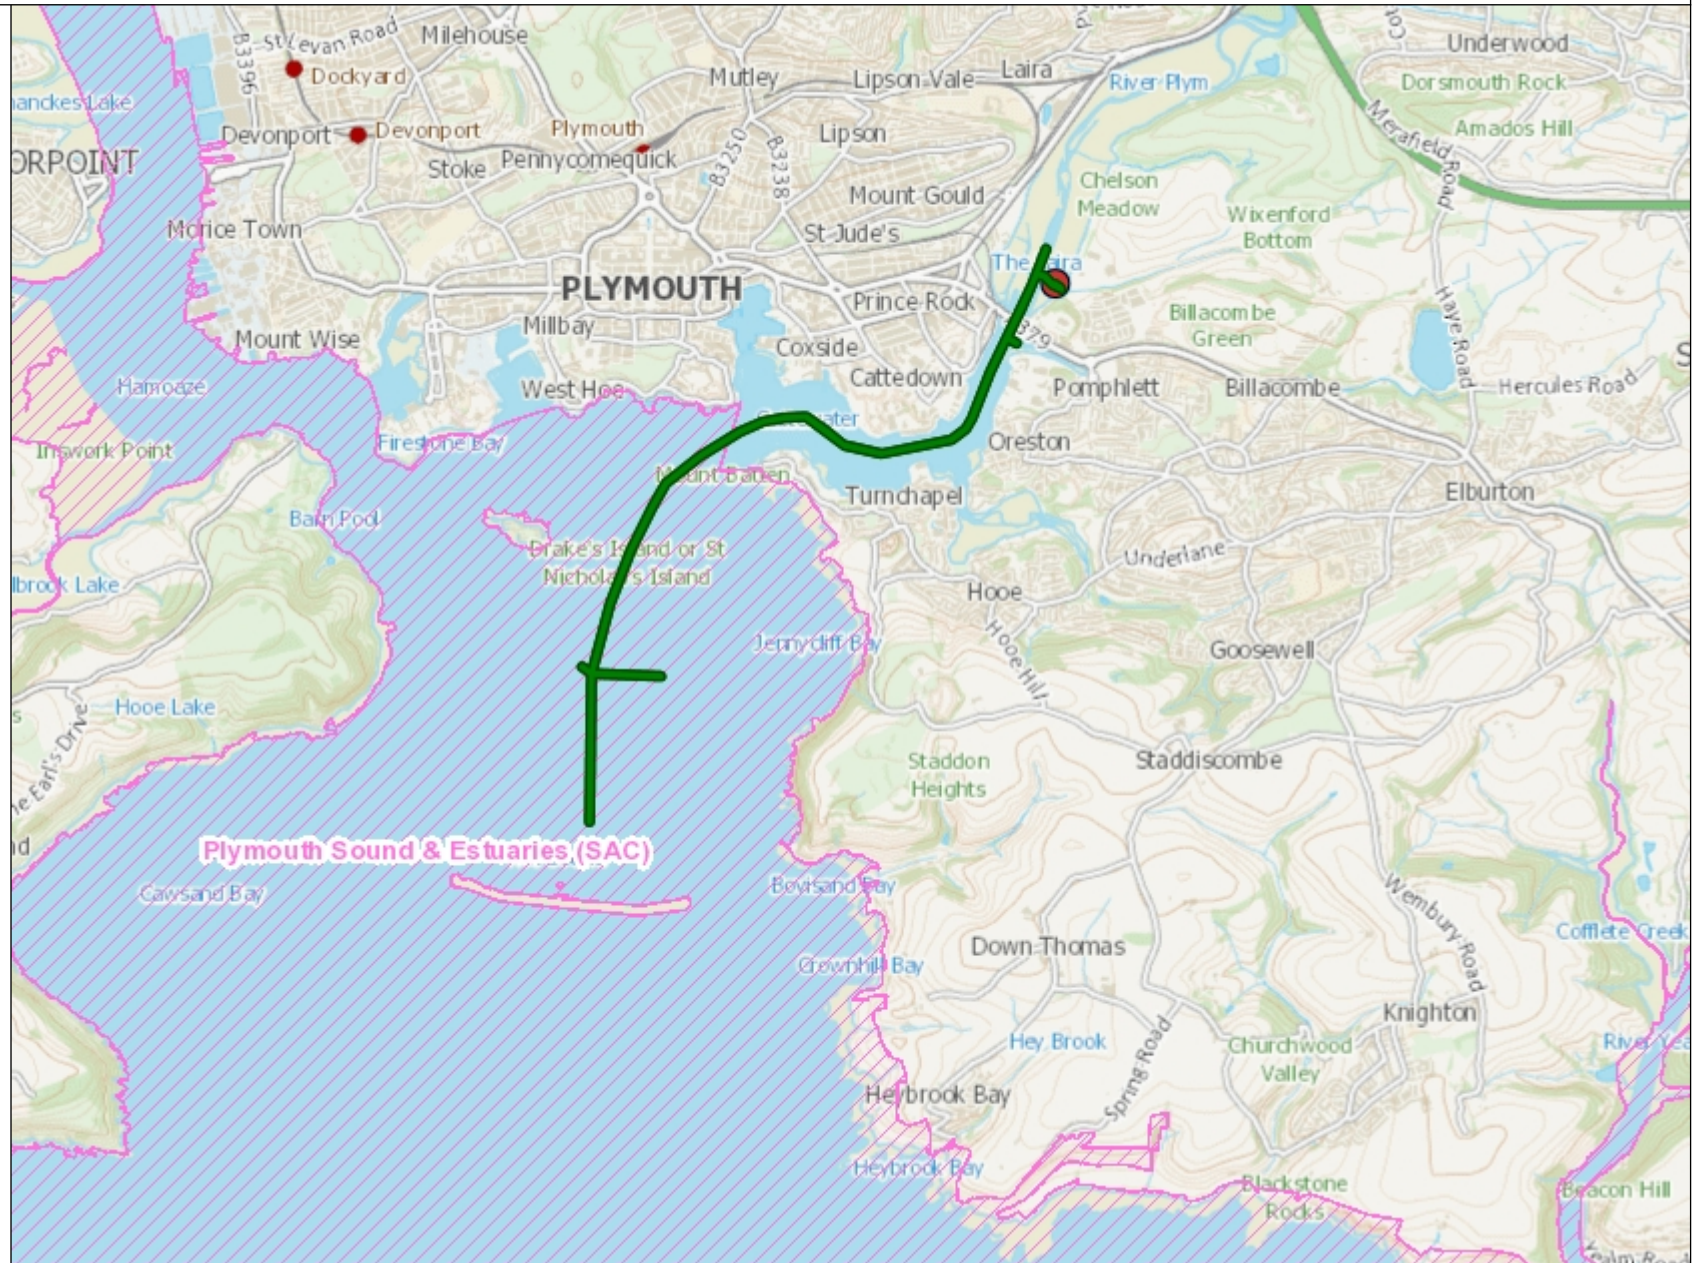 St Levan Road
Milehouse
B3396
Dockyard
Mutley
Lipson Vale
Laira
River Plym
Underwood
Dorsmouth Rock
Devonport
Devonport
Plymouth
Lipson
Merafield Road
Amados Hill
Stoke
Pennycomequick
B3250
B3238
Mount Gould
Chelson
Meadow
Wixenford
Bottom
Morice Town
St Jude's
PLYMOUTH
Prince Rock
Billacombe
Green
Haye Road
Mount Wise
Millbay
Coxside
Cattedown
Pomphlett
Billacombe
Hercules Road
Hamoaze
West Hoe
Firestone Bay
Oreston
Inswork Point
Mount Batten
Turnchapel
Elburton
Barn Pool
Drake's Island or St
Nicholas's Island
Underlane
Hooe
Hooe Hill
Jennycliff Bay
Goosewell
Hooe Lake
Staddon
Heights
Staddiscombe
Plymouth Sound & Estuaries (SAC)
Cawsand Bay
Bovisand Bay
Wembury Road
Cofflete Creek
Down Thomas
Crownhill Bay
Knighton
Hey Brook
Churchwood
Valley
Spring Road
Heybrook Bay
Heybrook Bay
Blackstone
Rocks
Beacon Hill